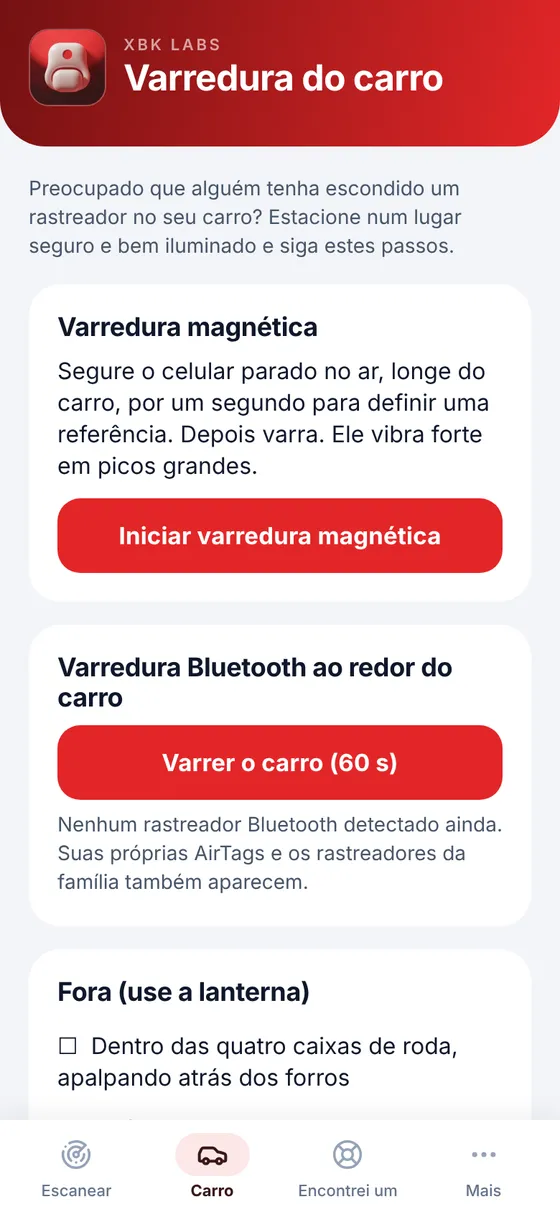 XBK LABS
Varredura do carro
Preocupado que alguém tenha escondido um
rastreador no seu carro? Estacione num lugar
seguro e bem iluminado e siga estes passos.
Varredura magnética
Segure o celular parado no ar, longe do
carro, por um segundo para definir uma
referência. Depois varra. Ele vibra forte
em picos grandes.
Iniciar varredura magnética
Varredura Bluetooth ao redor do
carro
Varrer o carro (60 s)
Nenhum rastreador Bluetooth detectado ainda.
Suas próprias AirTags e os rastreadores da
família também aparecem.
Fora (use a lanterna)
☐ Dentro das quatro caixas de roda,
apalpando atrás dos forros
Escanear
Carro
Encontrei um
Mais